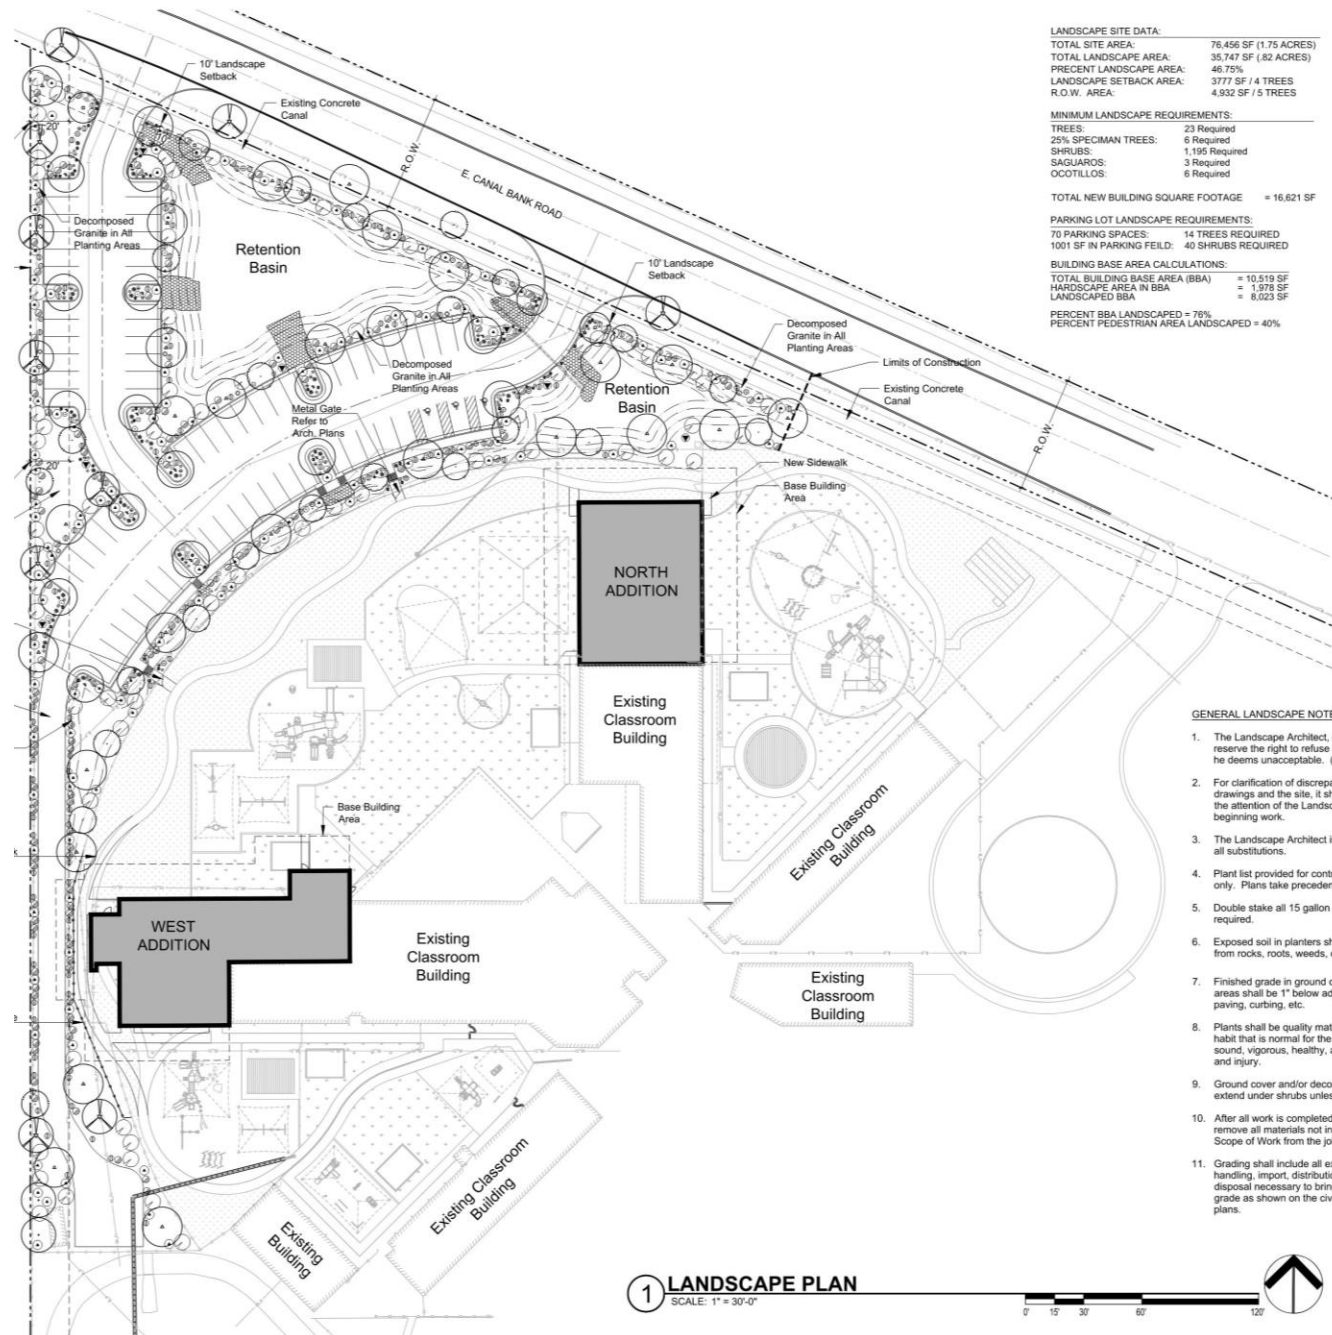 LANDSCAPE SITE DATA:
TOTAL SITE AREA: 76,456 SF (1.75 ACRES)
TOTAL LANDSCAPE AREA: 35,747 SF (.82 ACRES)
PRECENT LANDSCAPE AREA: 46.75%
LANDSCAPE SETBACK AREA: 3777 SF / 4 TREES
R.O.W. AREA: 4,932 SF / 5 TREES
MINIMUM LANDSCAPE REQUIREMENTS:
TREES: 23 Required
25% SPECIMAN TREES: 6 Required
SHRUBS: 1,195 Required
SAGUAROS: 3 Required
OCOTILLOS: 6 Required
TOTAL NEW BUILDING SQUARE FOOTAGE = 16,621 SF
PARKING LOT LANDSCAPE REQUIREMENTS:
70 PARKING SPACES: 14 TREES REQUIRED
1001 SF IN PARKING FEILD: 40 SHRUBS REQUIRED
BUILDING BASE AREA CALCULATIONS:
TOTAL BUILDING BASE AREA (BBA) = 10,519 SF
HARDSCAPE AREA IN BBA = 1,978 SF
LANDSCAPED BBA = 8,023 SF
PERCENT BBA LANDSCAPED = 76%
PERCENT PEDESTRIAN AREA LANDSCAPED = 40%
10' Landscape
Setback
Existing Concrete
Canal
20'
R.O.W.
E. CANAL BANK ROAD
Decomposed
Granite in All
Planting Areas
Retention
Basin
10' Landscape
Setback
Decomposed
Granite in All
Planting Areas
Limits of Construction
Existing Concrete
Canal
Decomposed
Granite in All
Planting Areas
Retention
Basin
Metal Gate
Refer to
Arch. Plans
R.O.W.
20'
New Sidewalk
Base Building
Area
NORTH
ADDITION
Existing
Classroom
Building
GENERAL LANDSCAPE NOTE
1. The Landscape Architect,
reserve the right to refuse
he deems unacceptable. (
2. For clarification of discrepa
drawings and the site, it sh
the attention of the Landsc
beginning work.
3. The Landscape Architect i
all substitutions.
4. Plant list provided for cont
only. Plans take preceden
5. Double stake all 15 gallon
required.
6. Exposed soil in planters sh
from rocks, roots, weeds, 
7. Finished grade in ground c
areas shall be 1" below ad
paving, curbing, etc.
8. Plants shall be quality mat
habit that is normal for the
sound, vigorous, healthy, a
and injury.
9. Ground cover and/or deco
extend under shrubs unles
10. After all work is completed
remove all materials not in
Scope of Work from the jo
11. Grading shall include all ex
handling, import, distributi
disposal necessary to brin
grade as shown on the civ
plans.
Base Building
Area
Existing Classroom
Building
WEST
ADDITION
Existing
Classroom
Building
Existing
Classroom
Building
Existing Classroom
Building
Existing
Building
1 LANDSCAPE PLAN
SCALE: 1" = 30'-0"
0' 15' 30' 60' 120'